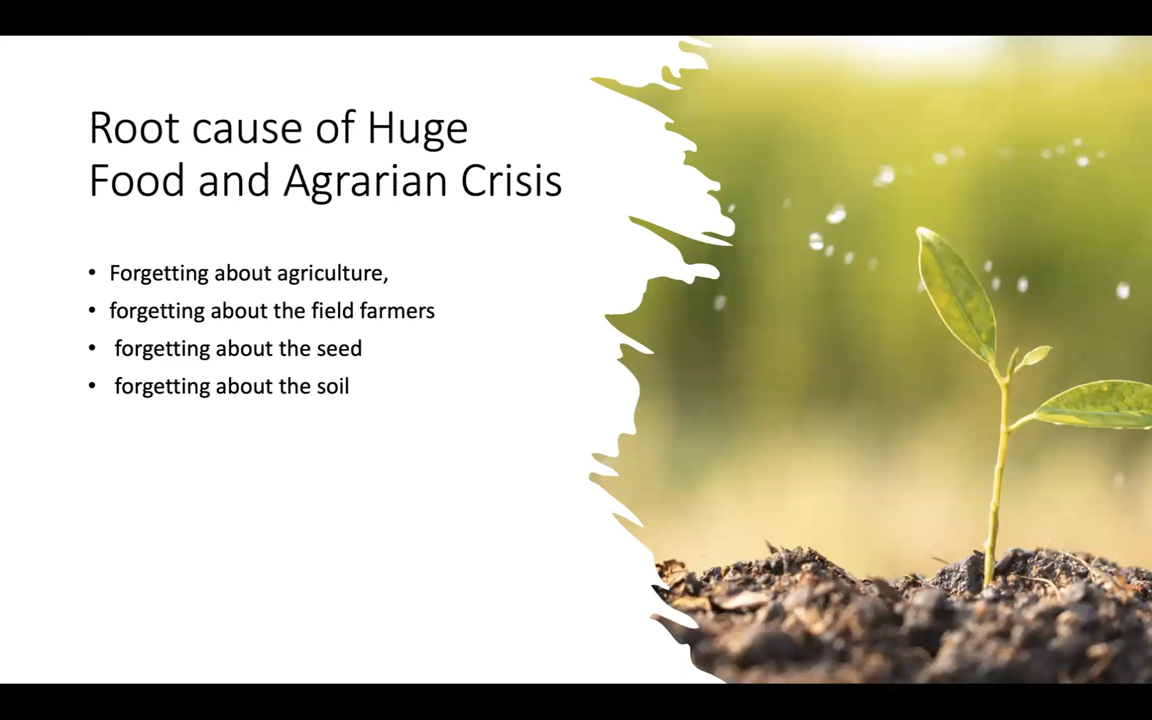 Root cause of Huge
Food and Agrarian Crisis
• Forgetting about agriculture,
• forgetting about the field farmers
• forgetting about the seed
• forgetting about the soil